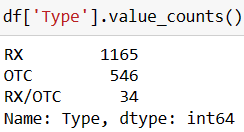 df['Type'].value_counts()
RX 1165
OTC 546
RX/OTC 34
Name: Type, dtype: int64